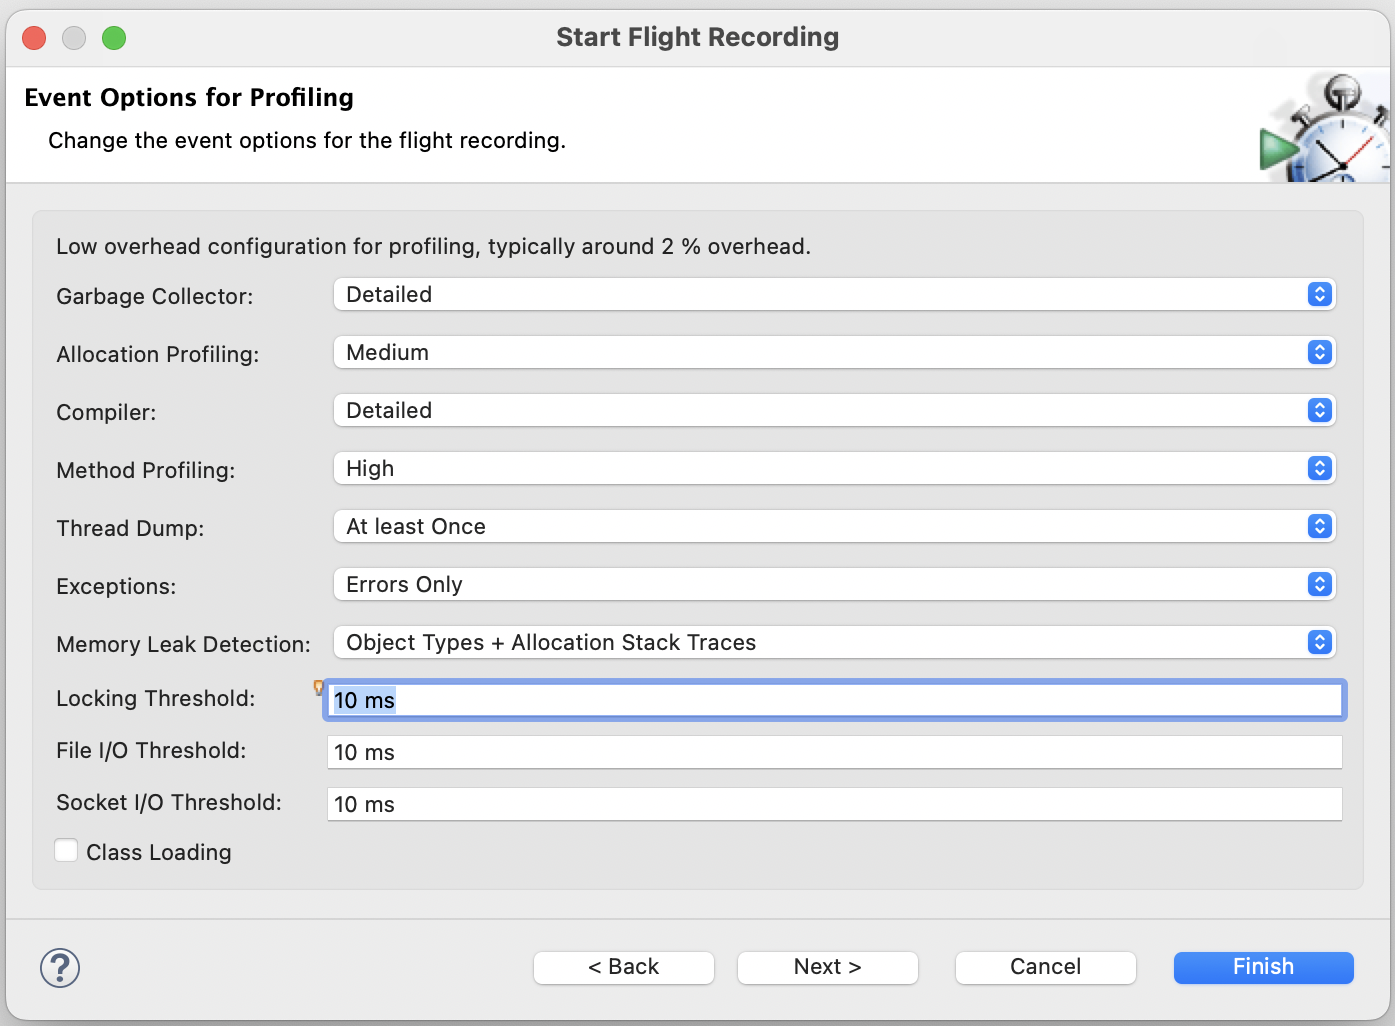 Start Flight Recording
Event Options for Profiling
Change the event options for the flight recording.
Low overhead configuration for profiling, typically around 2 % overhead.
Garbage Collector: Detailed
Allocation Profiling: Medium
Compiler: Detailed
Method Profiling: High
Thread Dump: At least Once
Exceptions: Errors Only
Memory Leak Detection: Object Types + Allocation Stack Traces
Locking Threshold: 10 ms
File I/O Threshold: 10 ms
Socket I/O Threshold: 10 ms
Class Loading
? < Back Next > Cancel Finish